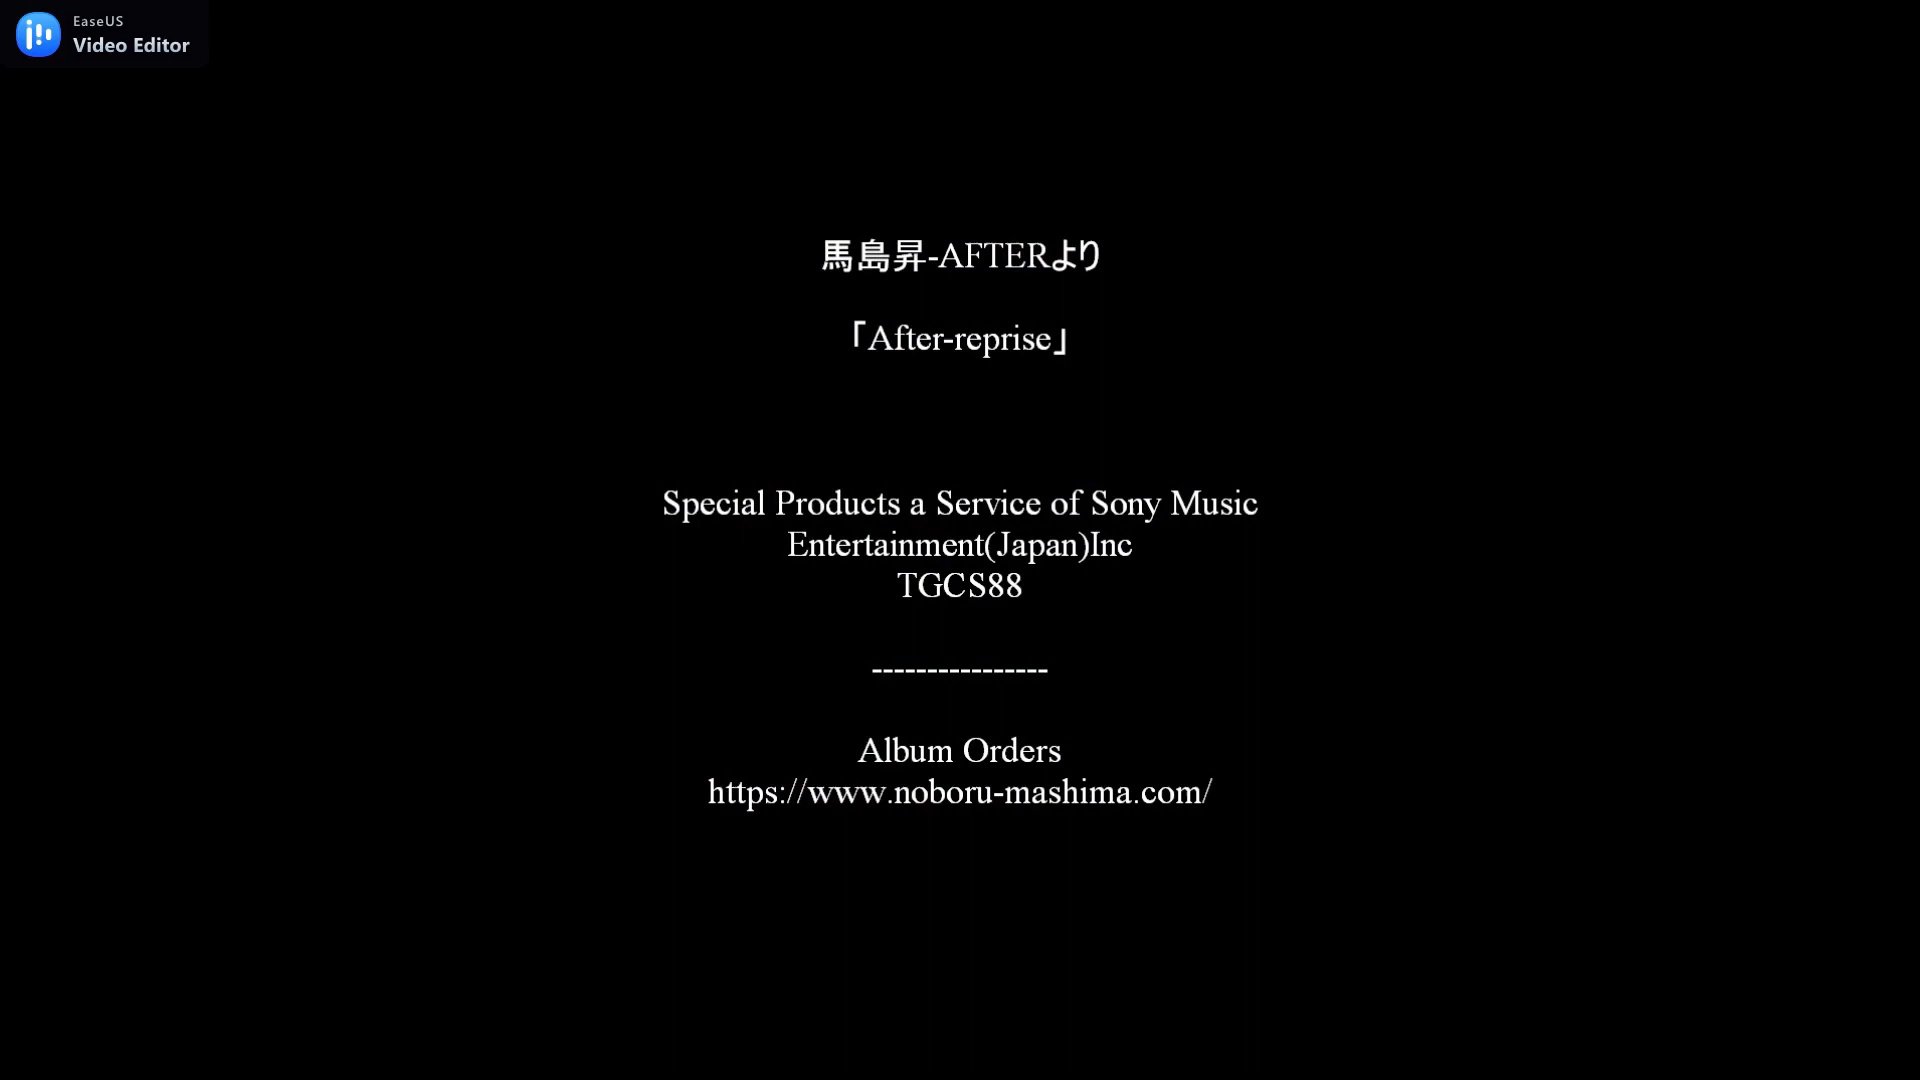 EaseUS
Video Editor
馬島昇-AFTERより
「After-reprise」
Special Products a Service of Sony Music
Entertainment(Japan)Inc
TGCS88
----------------
Album Orders
https://www.noboru-mashima.com/